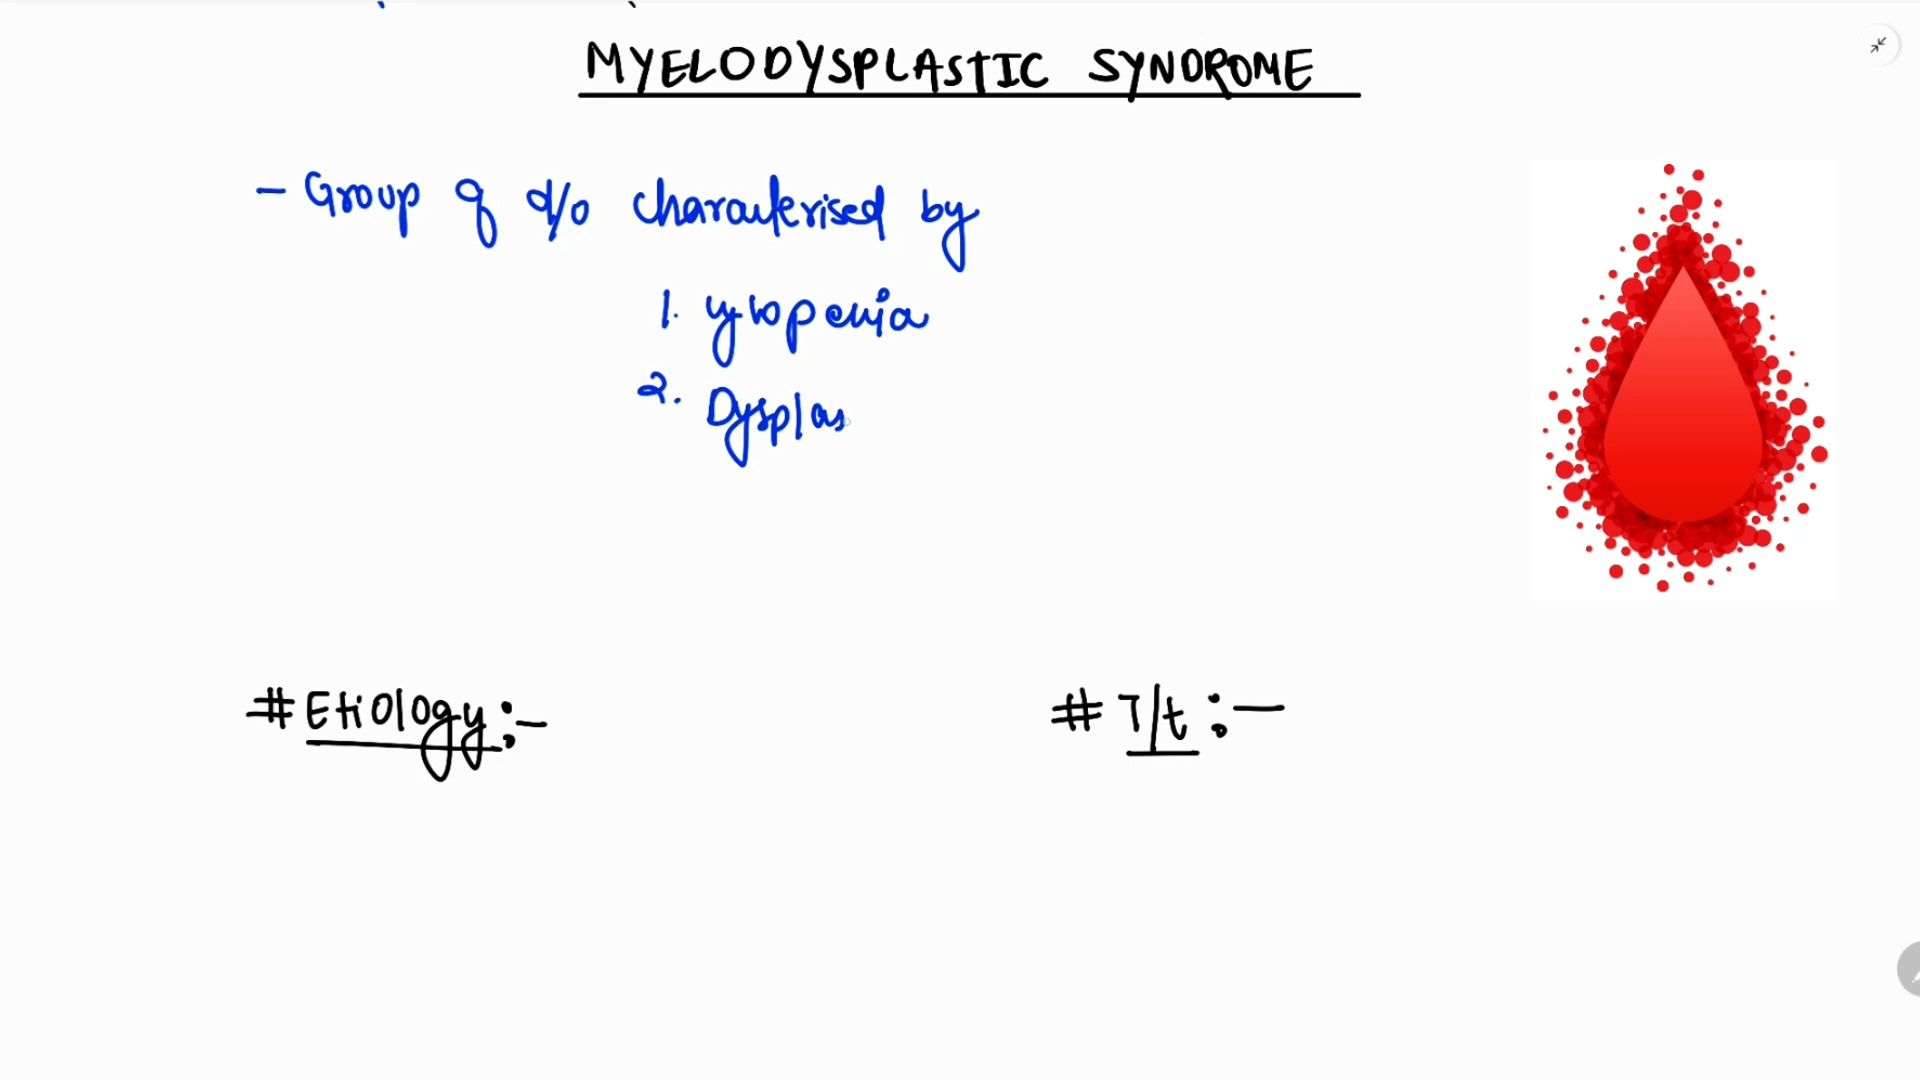 MYELODYSPLASTIC SYNDROME
- Group of d/o characterised by
1. cytopenia
2. Dysplas
# Etiology :-
# T/t :-